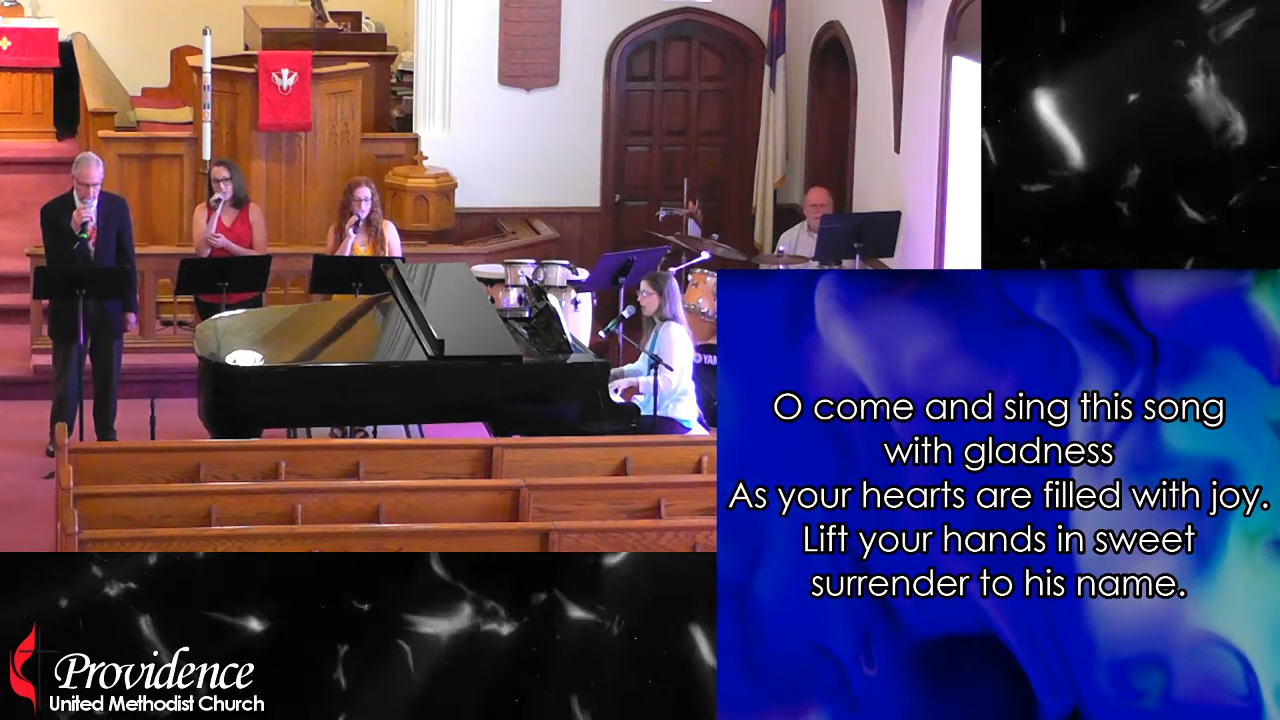 O come and sing this song
with gladness
As your hearts are filled with joy.
Lift your hands in sweet
surrender to his name.
Providence
United Methodist Church